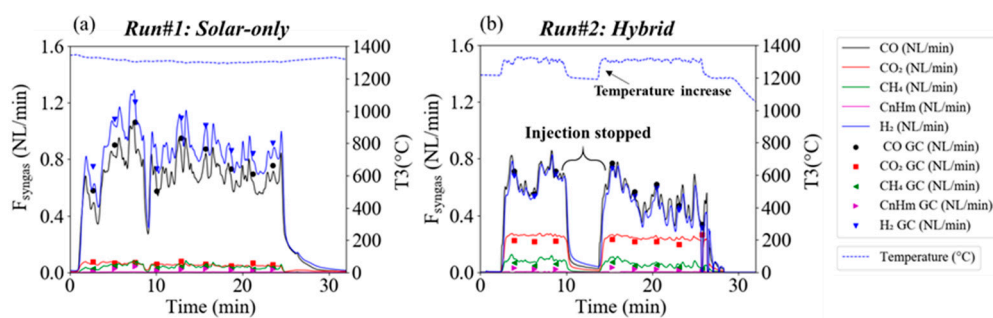 (a) Run#1: Solar-only
1.6
1.2
0.8
0.4
0.0
F_syngas (NL/min)
1400
1200
1000
800
600
400
200
0
T3(°C)
0 10 20 30
Time (min)
(b) Run#2: Hybrid
1.6
1.2
0.8
0.4
0.0
F_syngas (NL/min)
Temperature increase
Injection stopped
1400
1200
1000
800
600
400
200
0
T3(°C)
0 10 20 30
Time (min)
CO (NL/min)
CO₂ (NL/min)
CH₄ (NL/min)
CnHm (NL/min)
H₂ (NL/min)
CO GC (NL/min)
CO₂ GC (NL/min)
CH₄ GC (NL/min)
CnHm GC (NL/min)
H₂ GC (NL/min)
Temperature (°C)